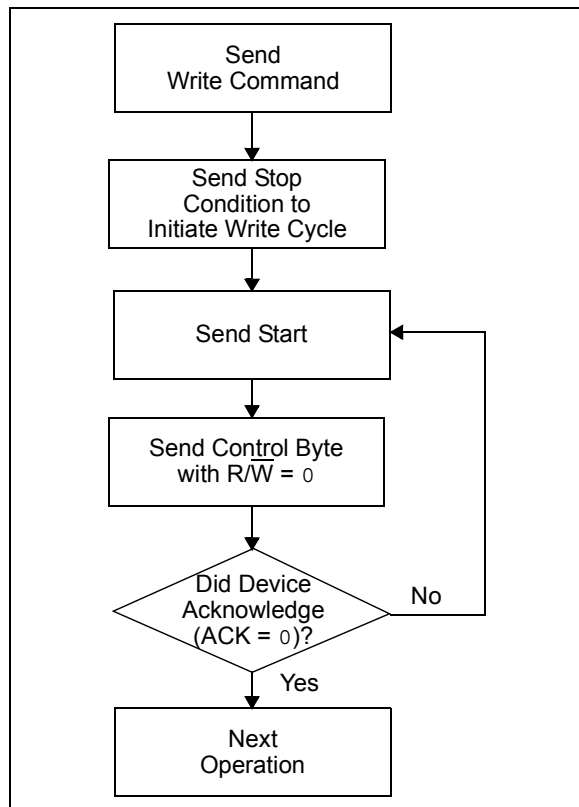 Send
Write Command
Send Stop
Condition to
Initiate Write Cycle
Send Start
Send Control Byte
with R/W̅ = 0
Did Device
Acknowledge
(ACK = 0)?
No
Yes
Next
Operation